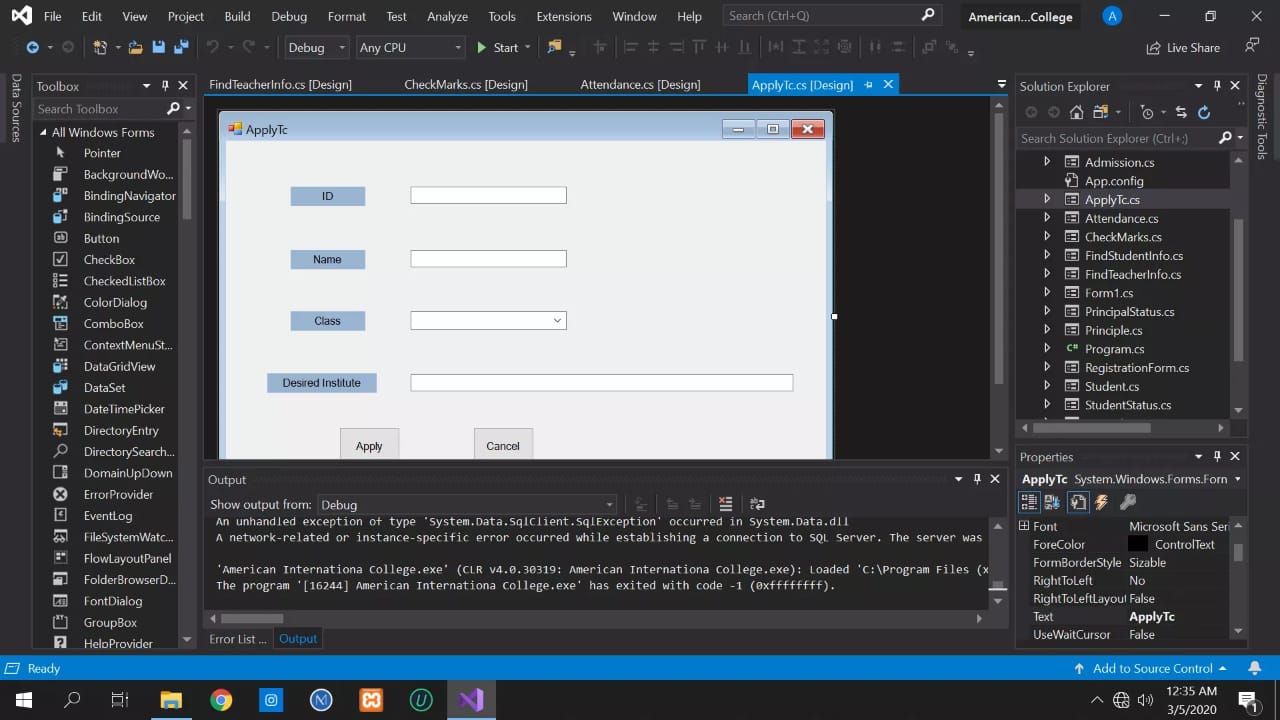 File Edit View Project Build Debug Format Test Analyze Tools Extensions Window Help Search (Ctrl+Q) American...College A
Debug Any CPU Start Live Share
Data Sources
Toolbox
Search Toolbox
All Windows Forms
Pointer
BackgroundWo...
BindingNavigator
BindingSource
Button
CheckBox
CheckedListBox
ColorDialog
ComboBox
ContextMenuSt...
DataGridView
DataSet
DateTimePicker
DirectoryEntry
DirectorySearch...
DomainUpDown
ErrorProvider
EventLog
FileSystemWatc...
FlowLayoutPanel
FolderBrowserD...
FontDialog
GroupBox
HelpProvider
FindTeacherInfo.cs [Design] CheckMarks.cs [Design] Attendance.cs [Design] ApplyTc.cs [Design]
ApplyTc
ID
Name
Class
Desired Institute
Apply Cancel
Output
Show output from: Debug
An unhandled exception of type 'System.Data.SqlClient.SqlException' occurred in System.Data.dll
A network-related or instance-specific error occurred while establishing a connection to SQL Server. The server was
'American Internationa College.exe' (CLR v4.0.30319: American Internationa College.exe): Loaded 'C:\Program Files (x
The program '[16244] American Internationa College.exe' has exited with code -1 (0xffffffff).
Error List ... Output
Solution Explorer
Search Solution Explorer (Ctrl+;)
Admission.cs
App.config
ApplyTc.cs
Attendance.cs
CheckMarks.cs
FindStudentInfo.cs
FindTeacherInfo.cs
Form1.cs
PrincipalStatus.cs
Principle.cs
C# Program.cs
RegistrationForm.cs
Student.cs
StudentStatus.cs
Properties
ApplyTc System.Windows.Forms.Forn
Font Microsoft Sans Seri
ForeColor ControlText
FormBorderStyle Sizable
RightToLeft No
RightToLeftLayout False
Text ApplyTc
UseWaitCursor False
Diagnostic Tools
Ready Add to Source Control
12:35 AM
3/5/2020
1